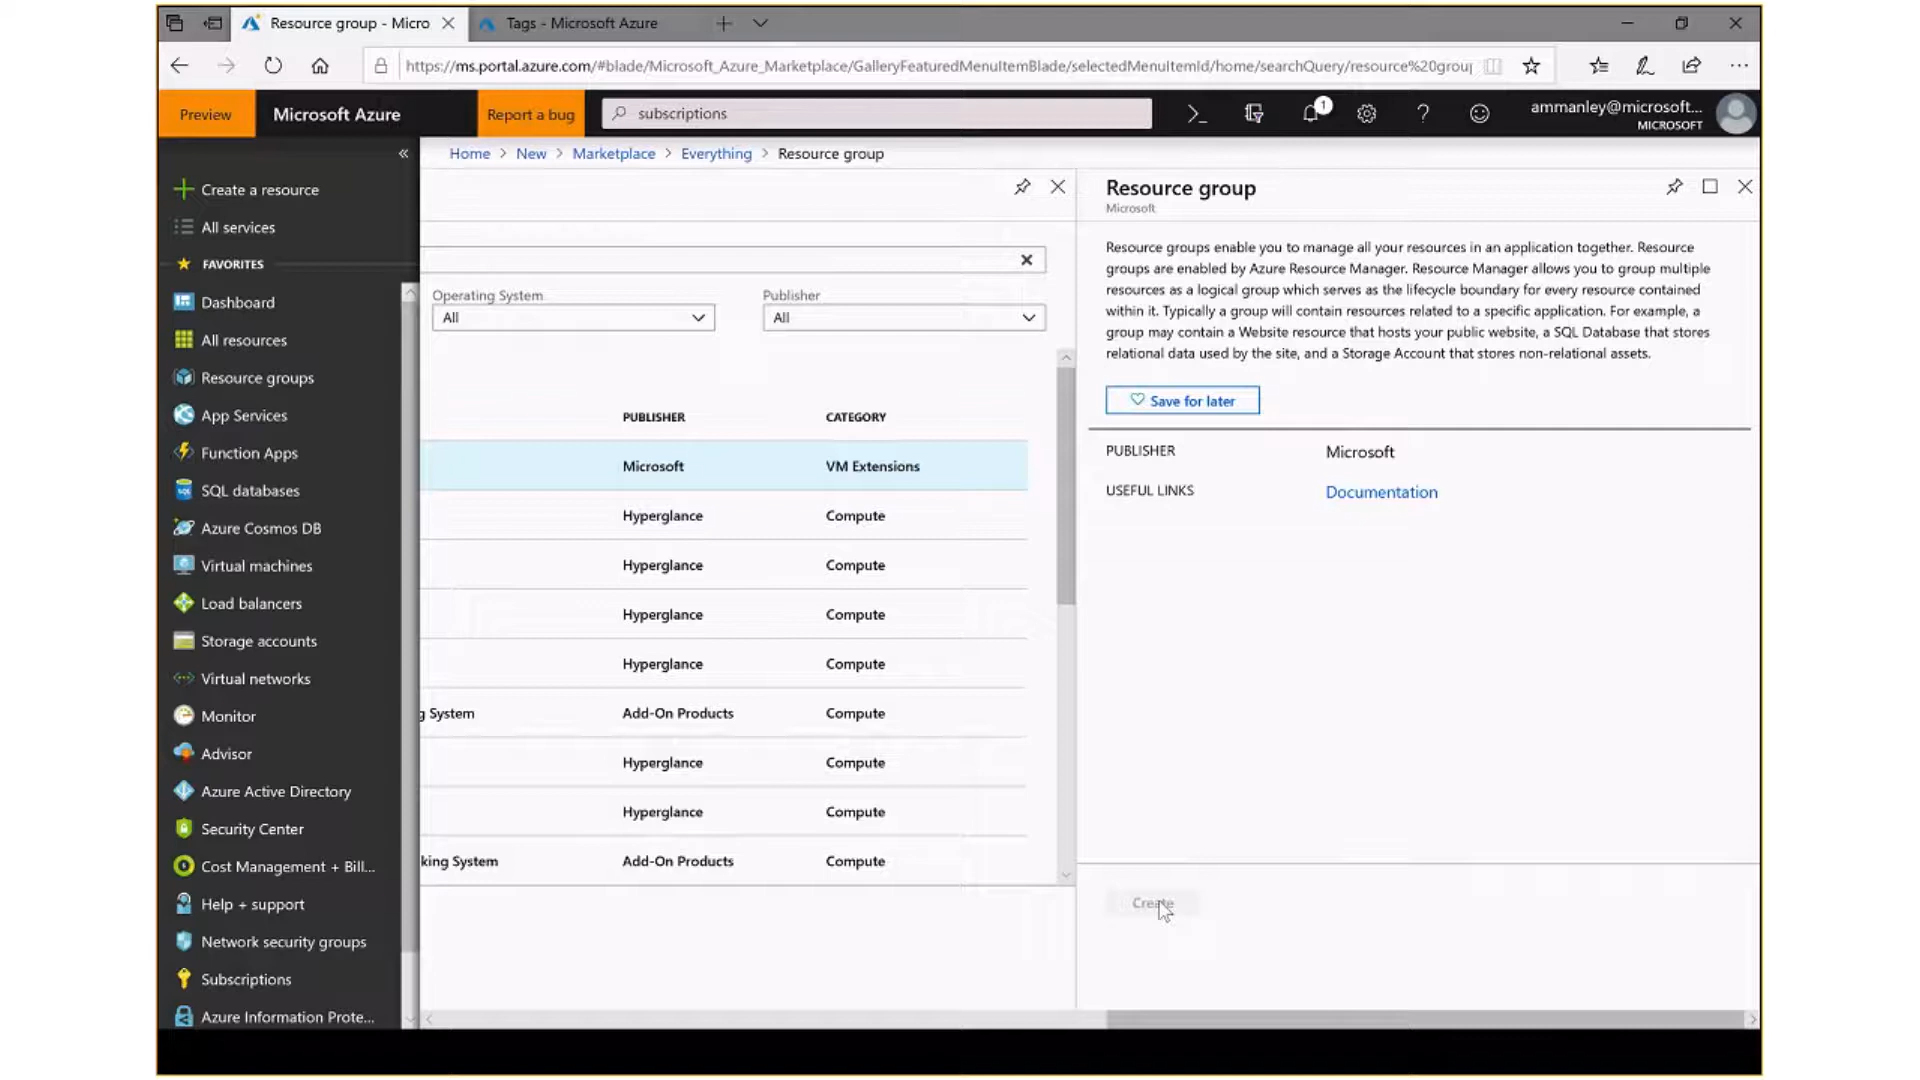 Resource group - Micro
Tags - Microsoft Azure
https://ms.portal.azure.com/#blade/Microsoft_Azure_Marketplace/GalleryFeaturedMenuItemBlade/selectedMenuItemId/home/searchQuery/resource%20group
Preview
Microsoft Azure
Report a bug
subscriptions
1
ammanley@microsoft...
MICROSOFT
Home > New > Marketplace > Everything > Resource group
Create a resource
All services
FAVORITES
Dashboard
All resources
Resource groups
App Services
Function Apps
SQL databases
Azure Cosmos DB
Virtual machines
Load balancers
Storage accounts
Virtual networks
Monitor
Advisor
Azure Active Directory
Security Center
Cost Management + Bill...
Help + support
Network security groups
Subscriptions
Azure Information Prote...
Operating System
All
Publisher
All
PUBLISHER CATEGORY
Microsoft VM Extensions
Hyperglance Compute
Hyperglance Compute
Hyperglance Compute
Hyperglance Compute
g System Add-On Products Compute
Hyperglance Compute
Hyperglance Compute
king System Add-On Products Compute
Resource group
Microsoft
Resource groups enable you to manage all your resources in an application together. Resource
groups are enabled by Azure Resource Manager. Resource Manager allows you to group multiple
resources as a logical group which serves as the lifecycle boundary for every resource contained
within it. Typically a group will contain resources related to a specific application. For example, a
group may contain a Website resource that hosts your public website, a SQL Database that stores
relational data used by the site, and a Storage Account that stores non-relational assets.
Save for later
PUBLISHER Microsoft
USEFUL LINKS Documentation
Create